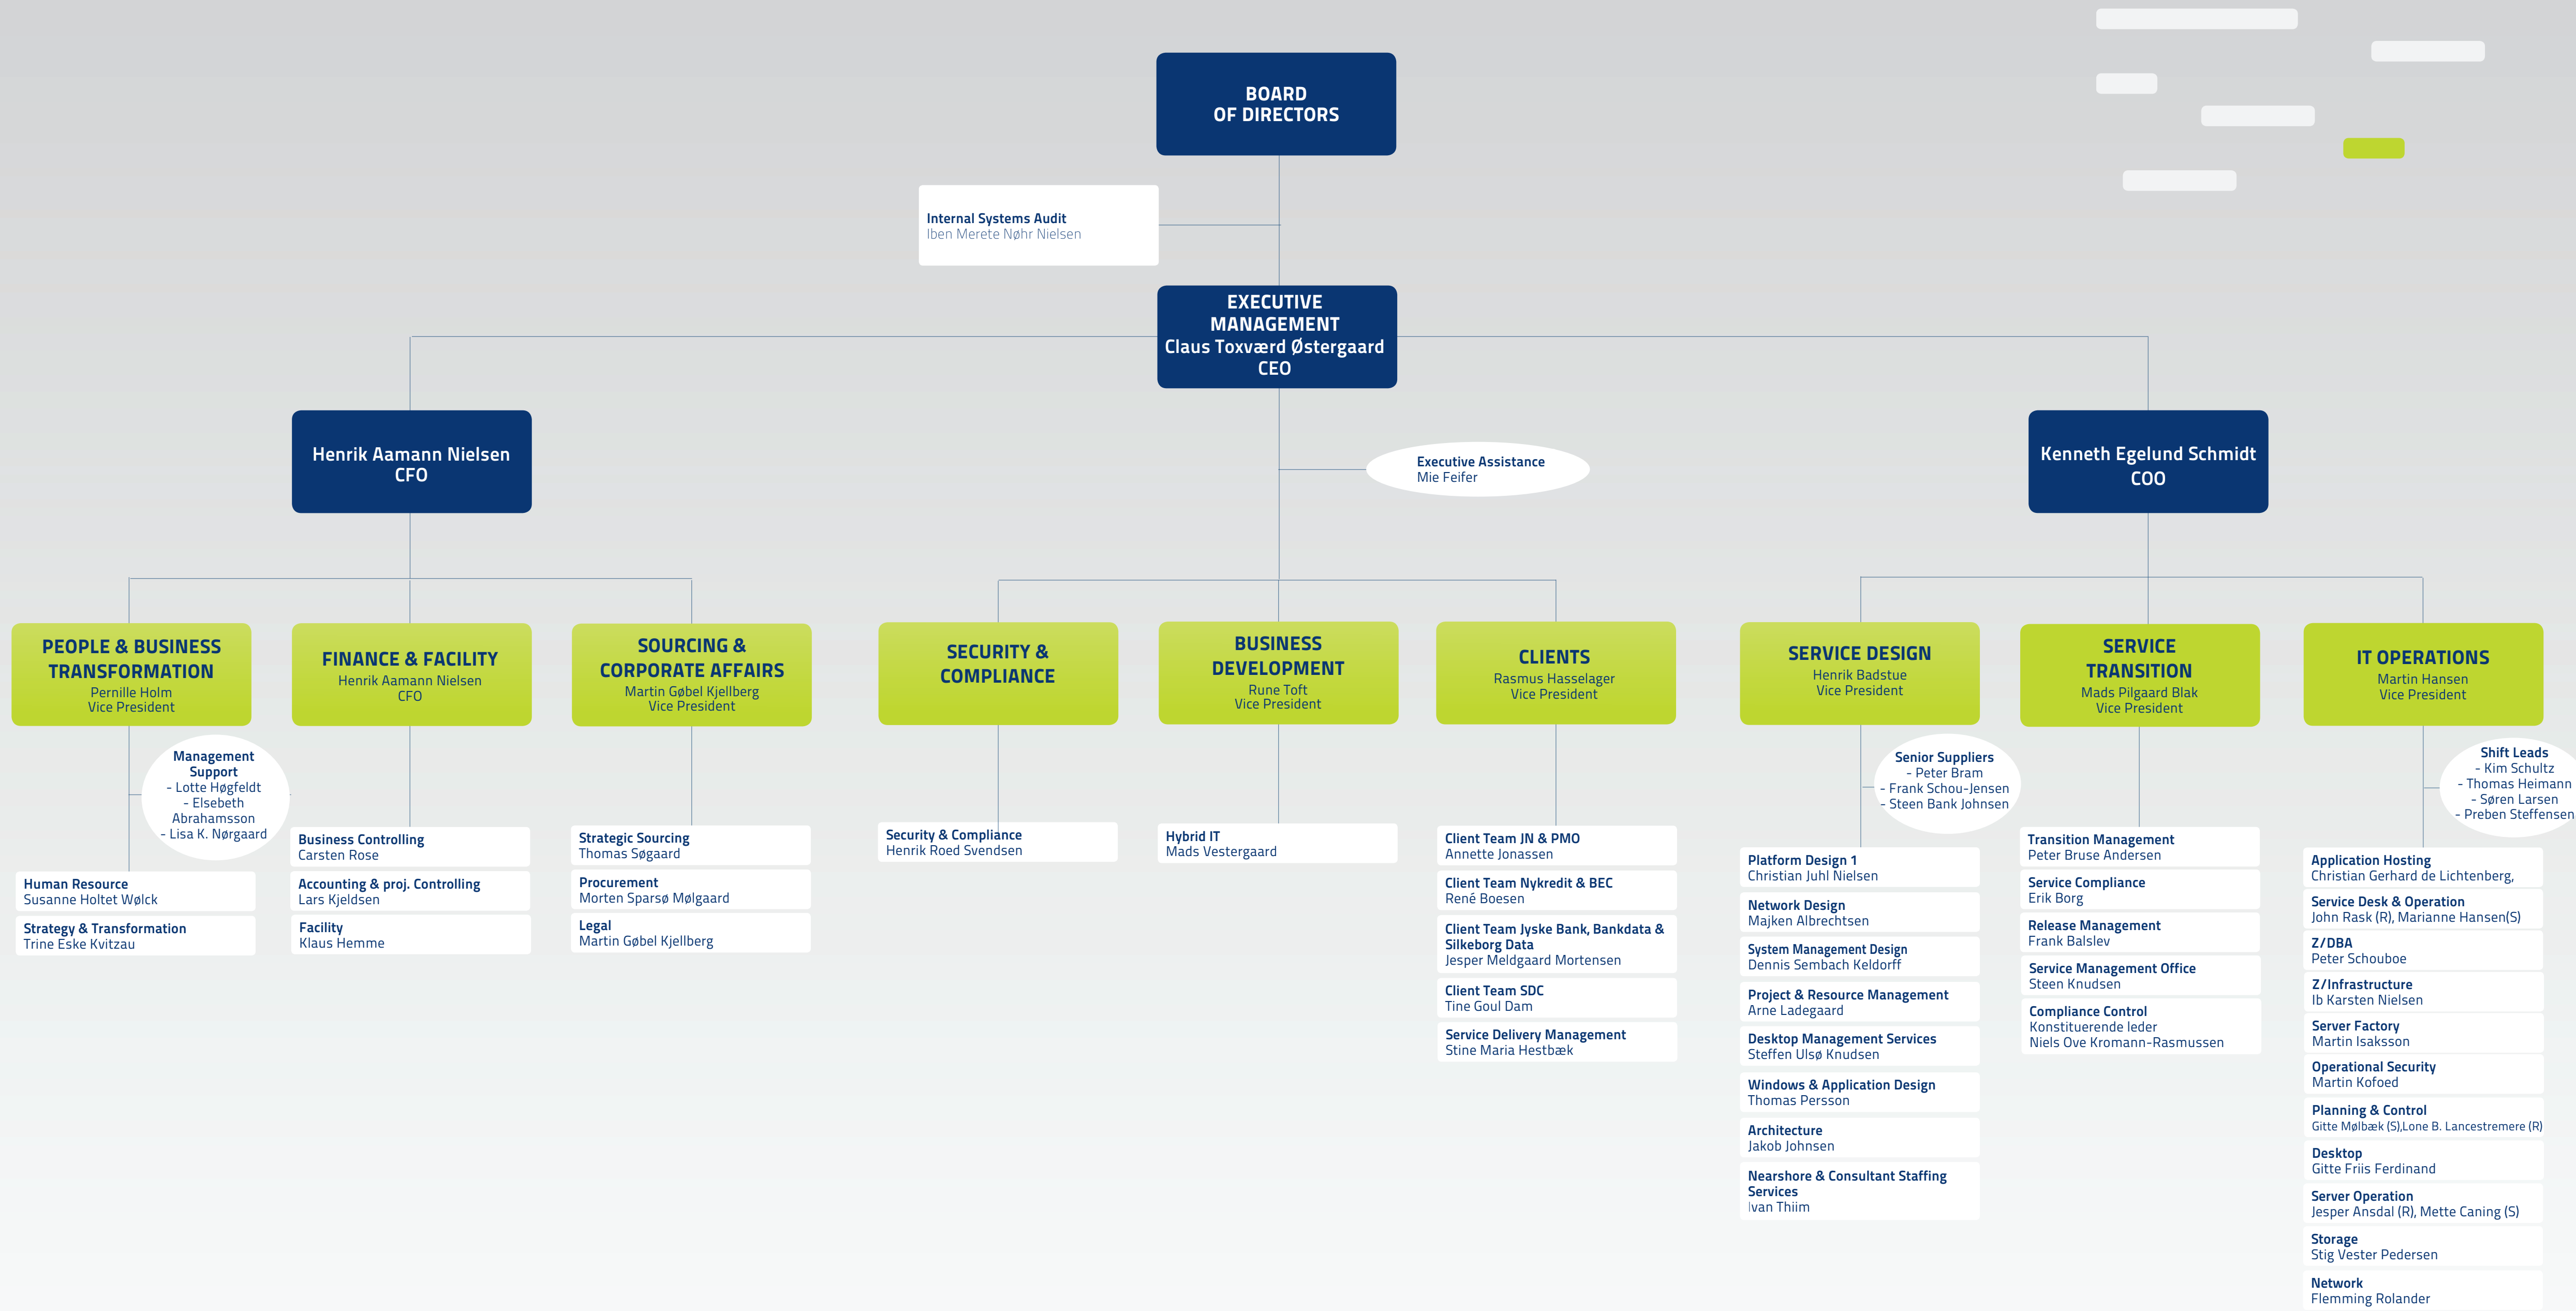 BOARD
OF DIRECTORS
Internal Systems Audit
Iben Merete Nøhr Nielsen
EXECUTIVE
MANAGEMENT
Claus Toxværd Østergaard
CEO
Henrik Aamann Nielsen
CFO
Executive Assistance
Mie Feifer
Kenneth Egelund Schmidt
COO
PEOPLE & BUSINESS
TRANSFORMATION
Pernille Holm
Vice President
Management
Support
- Lotte Høgfeldt
- Elsebeth
Abrahamsson
- Lisa K. Nørgaard
Human Resource
Susanne Holtet Wølck
Strategy & Transformation
Trine Eske Kvitzau
FINANCE & FACILITY
Henrik Aamann Nielsen
CFO
Business Controlling
Carsten Rose
Accounting & proj. Controlling
Lars Kjeldsen
Facility
Klaus Hemme
SOURCING &
CORPORATE AFFAIRS
Martin Gøbel Kjellberg
Vice President
Strategic Sourcing
Thomas Søgaard
Procurement
Morten Sparsø Mølgaard
Legal
Martin Gøbel Kjellberg
SECURITY &
COMPLIANCE
Security & Compliance
Henrik Roed Svendsen
BUSINESS
DEVELOPMENT
Rune Toft
Vice President
Hybrid IT
Mads Vestergaard
CLIENTS
Rasmus Hasselager
Vice President
Client Team JN & PMO
Annette Jonassen
Client Team Nykredit & BEC
René Boesen
Client Team Jyske Bank, Bankdata &
Silkeborg Data
Jesper Meldgaard Mortensen
Client Team SDC
Tine Goul Dam
Service Delivery Management
Stine Maria Hestbæk
SERVICE DESIGN
Henrik Badstue
Vice President
Senior Suppliers
- Peter Bram
- Frank Schou-Jensen
- Steen Bank Johnsen
Platform Design 1
Christian Juhl Nielsen
Network Design
Majken Albrechtsen
System Management Design
Dennis Sembach Keldorff
Project & Resource Management
Arne Ladegaard
Desktop Management Services
Steffen Ulsø Knudsen
Windows & Application Design
Thomas Persson
Architecture
Jakob Johnsen
Nearshore & Consultant Staffing
Services
Ivan Thiim
SERVICE
TRANSITION
Mads Pilgaard Blak
Vice President
Transition Management
Peter Bruse Andersen
Service Compliance
Erik Borg
Release Management
Frank Balslev
Service Management Office
Steen Knudsen
Compliance Control
Konstituerende leder
Niels Ove Kromann-Rasmussen
IT OPERATIONS
Martin Hansen
Vice President
Shift Leads
- Kim Schultz
- Thomas Heimann
- Søren Larsen
- Preben Steffensen
Application Hosting
Christian Gerhard de Lichtenberg,
Service Desk & Operation
John Rask (R), Marianne Hansen(S)
Z/DBA
Peter Schouboe
Z/Infrastructure
Ib Karsten Nielsen
Server Factory
Martin Isaksson
Operational Security
Martin Kofoed
Planning & Control
Gitte Mølbæk (S),Lone B. Lancestremere (R)
Desktop
Gitte Friis Ferdinand
Server Operation
Jesper Ansdal (R), Mette Caning (S)
Storage
Stig Vester Pedersen
Network
Flemming Rolander